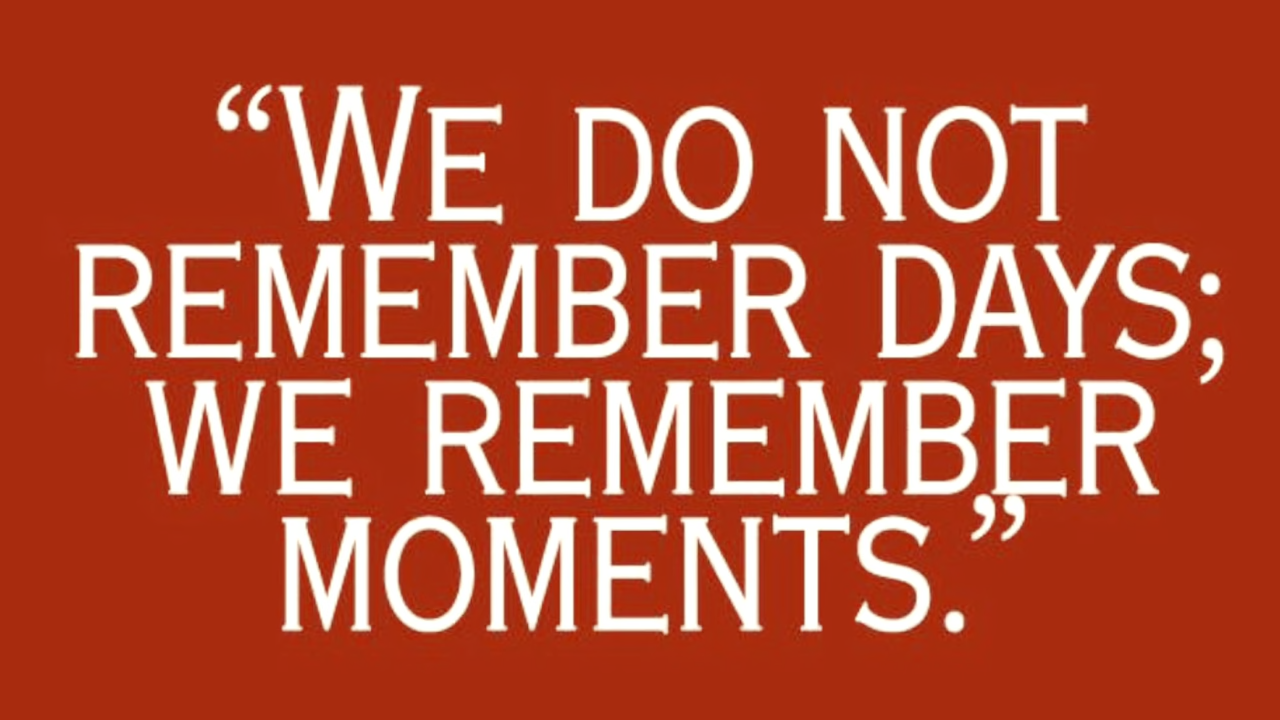 “WE DO NOT
REMEMBER DAYS;
WE REMEMBER
MOMENTS.”